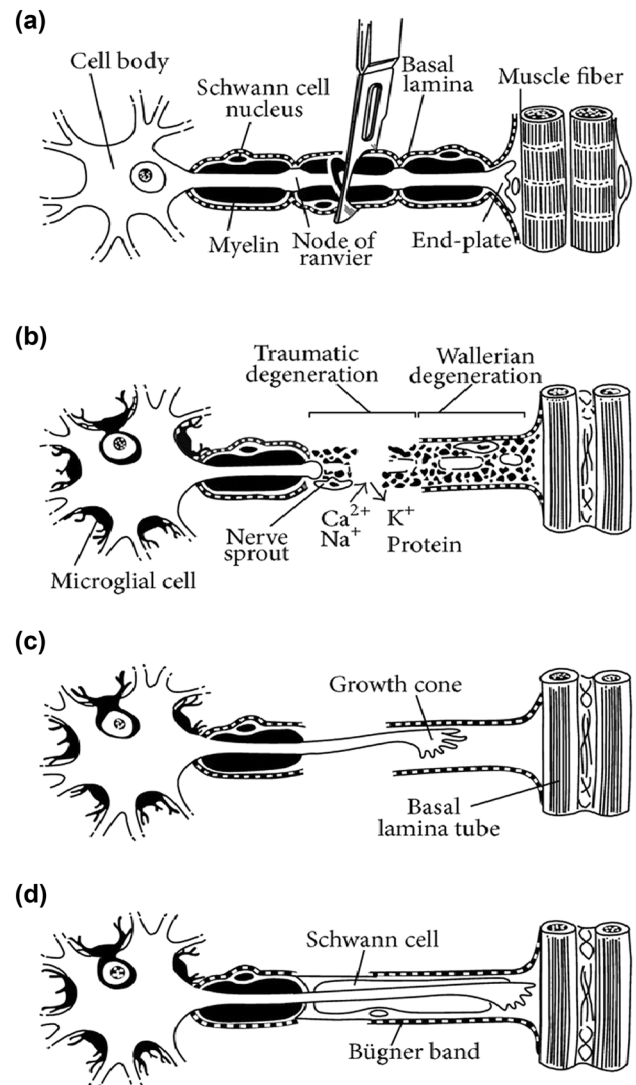 (a)
Cell body
Schwann cell
nucleus
Basal
lamina
Muscle fiber
Myelin
Node of
ranvier
End-plate
(b)
Traumatic
degeneration
Wallerian
degeneration
Nerve
sprout
Ca2+
Na+
K+
Protein
Microglial cell
(c)
Growth cone
Basal
lamina tube
(d)
Schwann cell
Bügner band